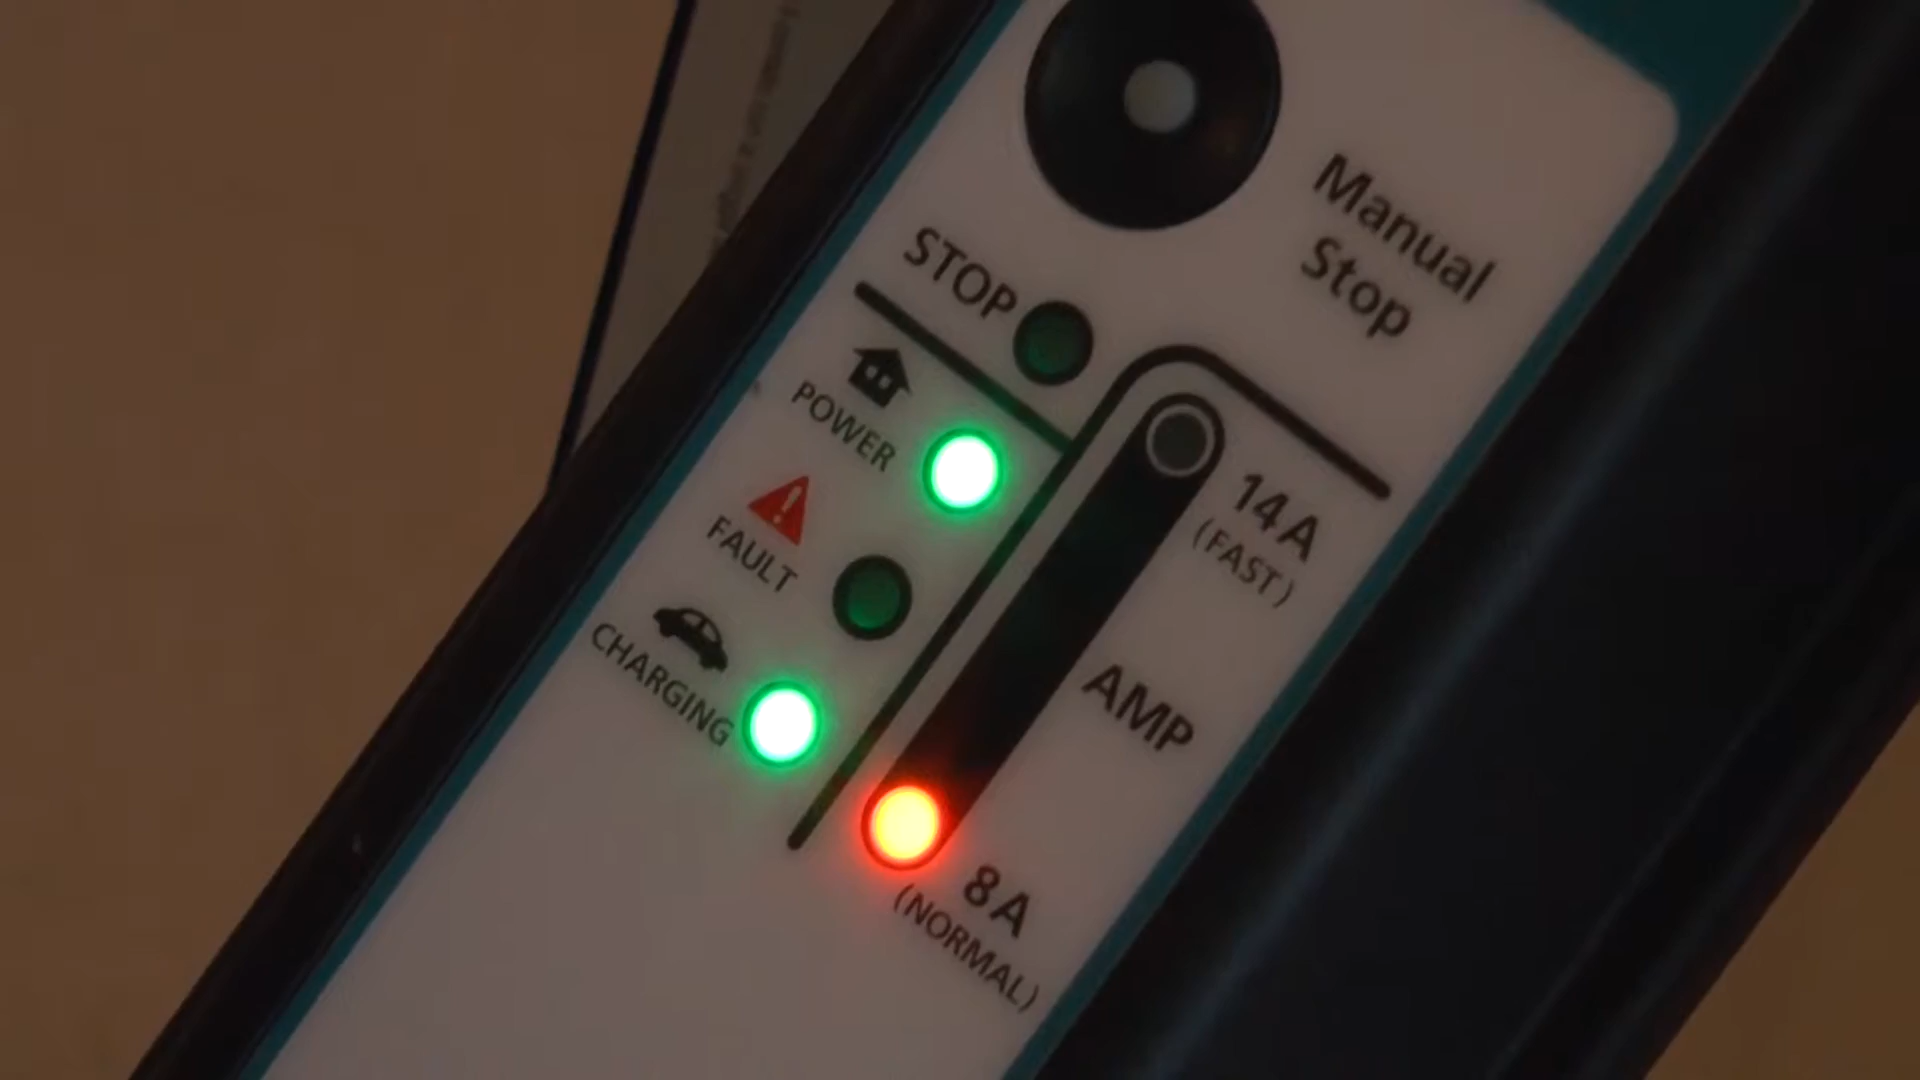 Manual
Stop
STOP
POWER
FAULT
CHARGING
14A
(FAST)
AMP
8A
(NORMAL)